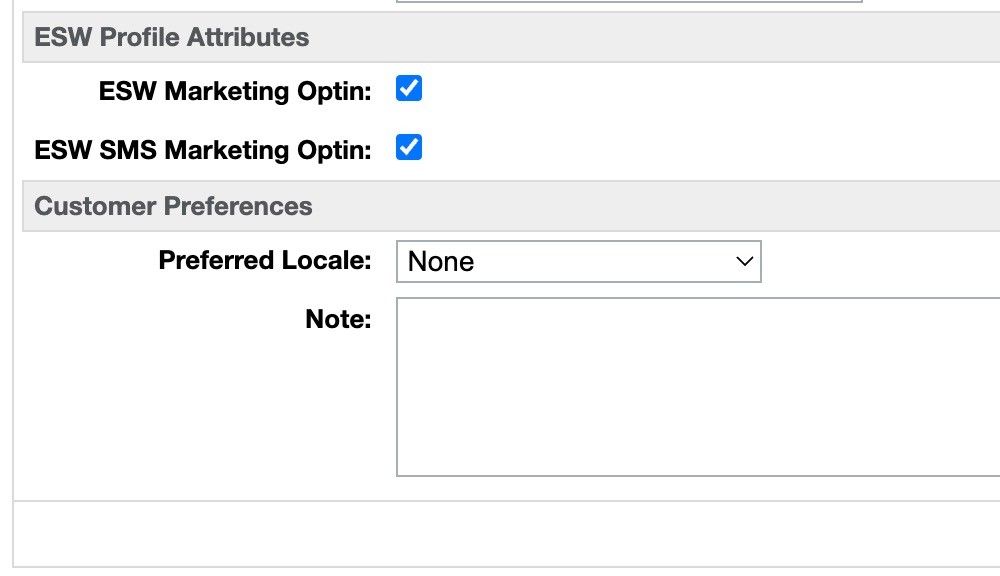 ESW Profile Attributes
ESW Marketing Optin:
ESW SMS Marketing Optin:
Customer Preferences
Preferred Locale: None
Note: